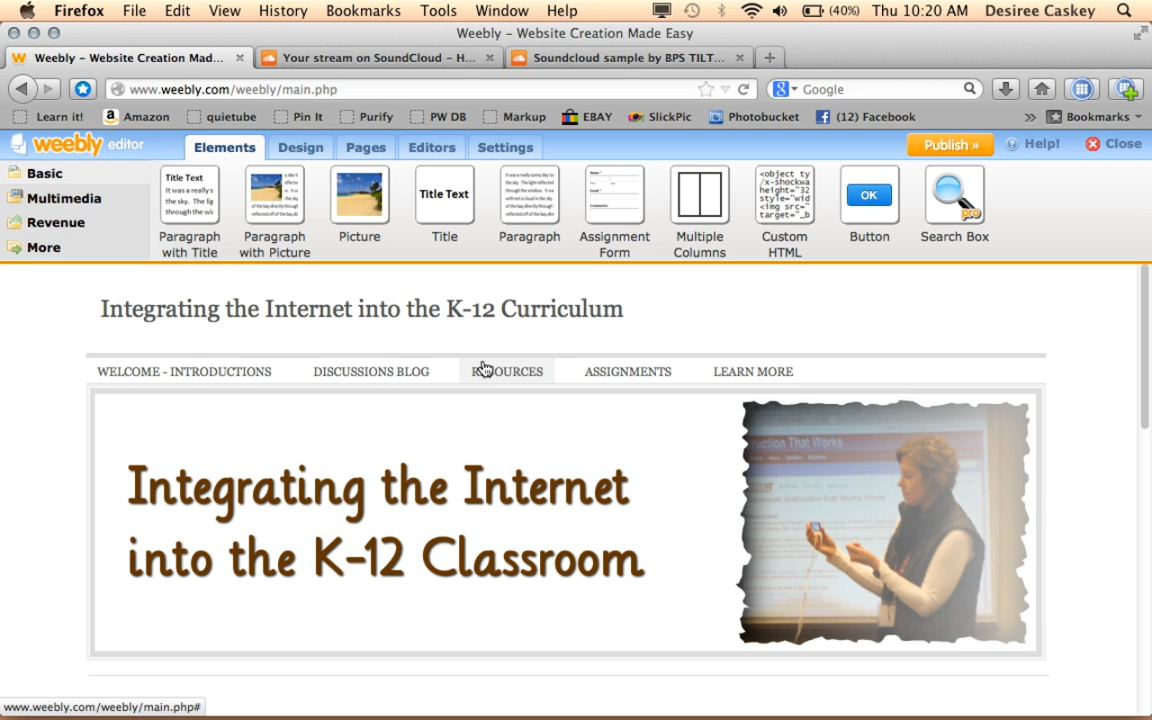 Firefox File Edit View History Bookmarks Tools Window Help (40%) Thu 10:20 AM Desiree Caskey
Weebly – Website Creation Made Easy
Weebly – Website Creation Mad... Your stream on SoundCloud – H... Soundcloud sample by BPS TILT...
www.weebly.com/weebly/main.php Google
Learn it! Amazon quietube Pin It Purify PW DB Markup EBAY SlickPic Photobucket (12) Facebook » Bookmarks
weebly editor Elements Design Pages Editors Settings Publish » Help! Close
Basic
Multimedia
Revenue
More
Title Text
OK
pro
Paragraph with Title
Paragraph with Picture
Picture
Title
Paragraph
Assignment Form
Multiple Columns
Custom HTML
Button
Search Box
Integrating the Internet into the K-12 Curriculum
WELCOME - INTRODUCTIONS DISCUSSIONS BLOG RESOURCES ASSIGNMENTS LEARN MORE
Integrating the Internet
into the K-12 Classroom
www.weebly.com/weebly/main.php#